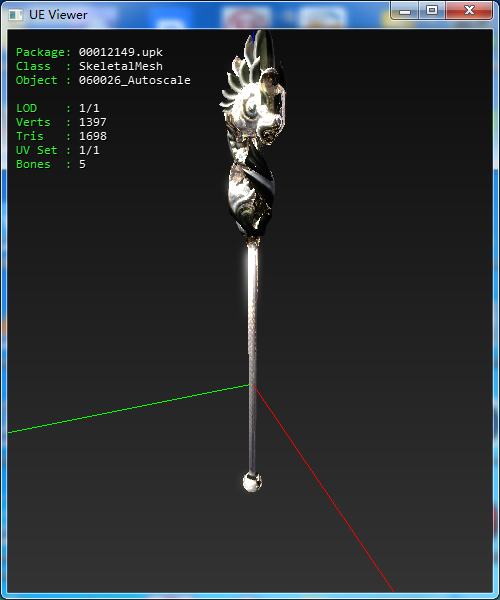 UE Viewer
Package: 00012149.upk
Class : SkeletalMesh
Object : 060026_Autoscale
LOD : 1/1
Verts : 1397
Tris : 1698
UV Set : 1/1
Bones : 5